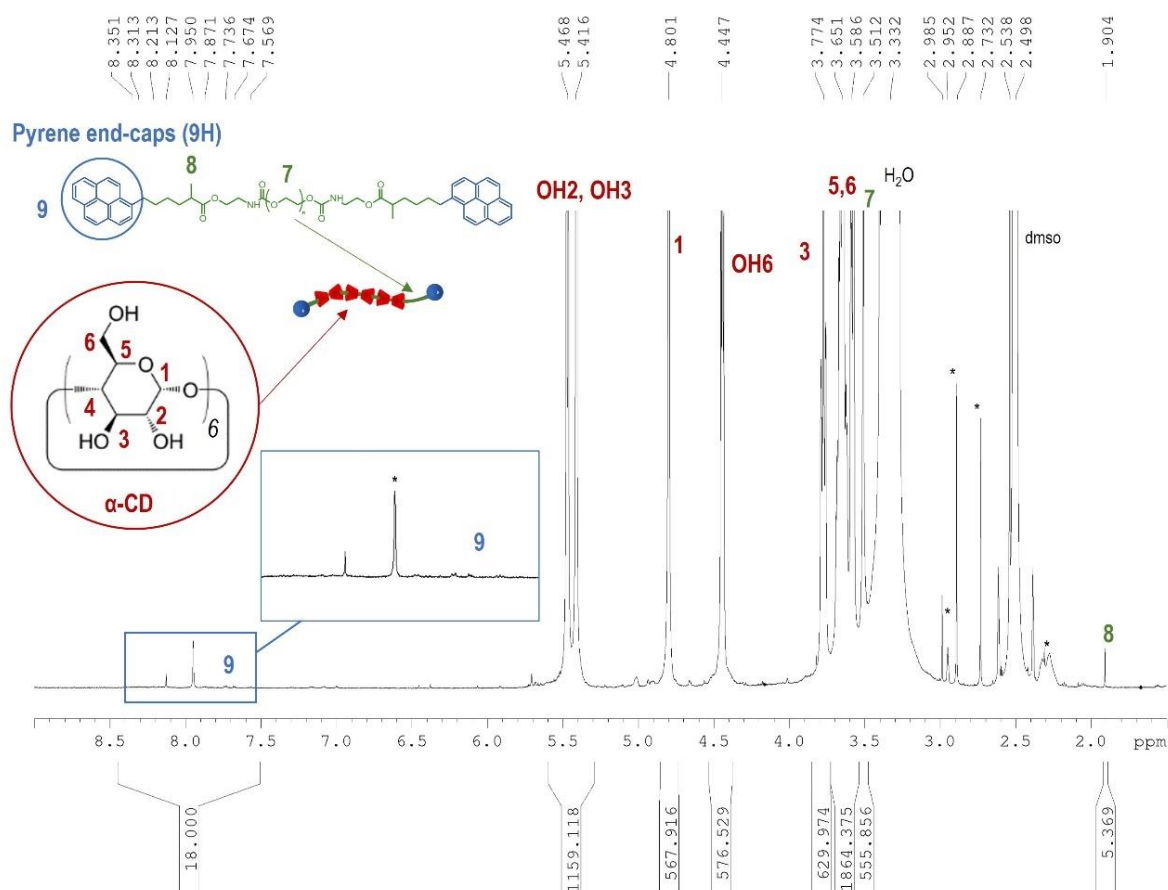 8.351
8.313
8.213
8.127
7.950
7.871
7.736
7.674
7.569
5.468
5.416
4.801
4.447
3.774
3.651
3.586
3.512
3.332
2.985
2.952
2.887
2.732
2.538
2.498
1.904
Pyrene end-caps (9H)
8
7
9
O
O
O
N
H
O
O
n
O
O
H
N
O
O
OH2, OH3
1
OH6
3
5,6
7
H₂O
dmso
OH
6
5
O
1
O
4
2
3
HO
OH
6
α-CD
*
9
9
*
*
*
*
8
8.5 8.0 7.5 7.0 6.5 6.0 5.5 5.0 4.5 4.0 3.5 3.0 2.5 2.0 ppm
18.000
1159.118
567.916
576.529
629.974
1864.375
555.856
5.369